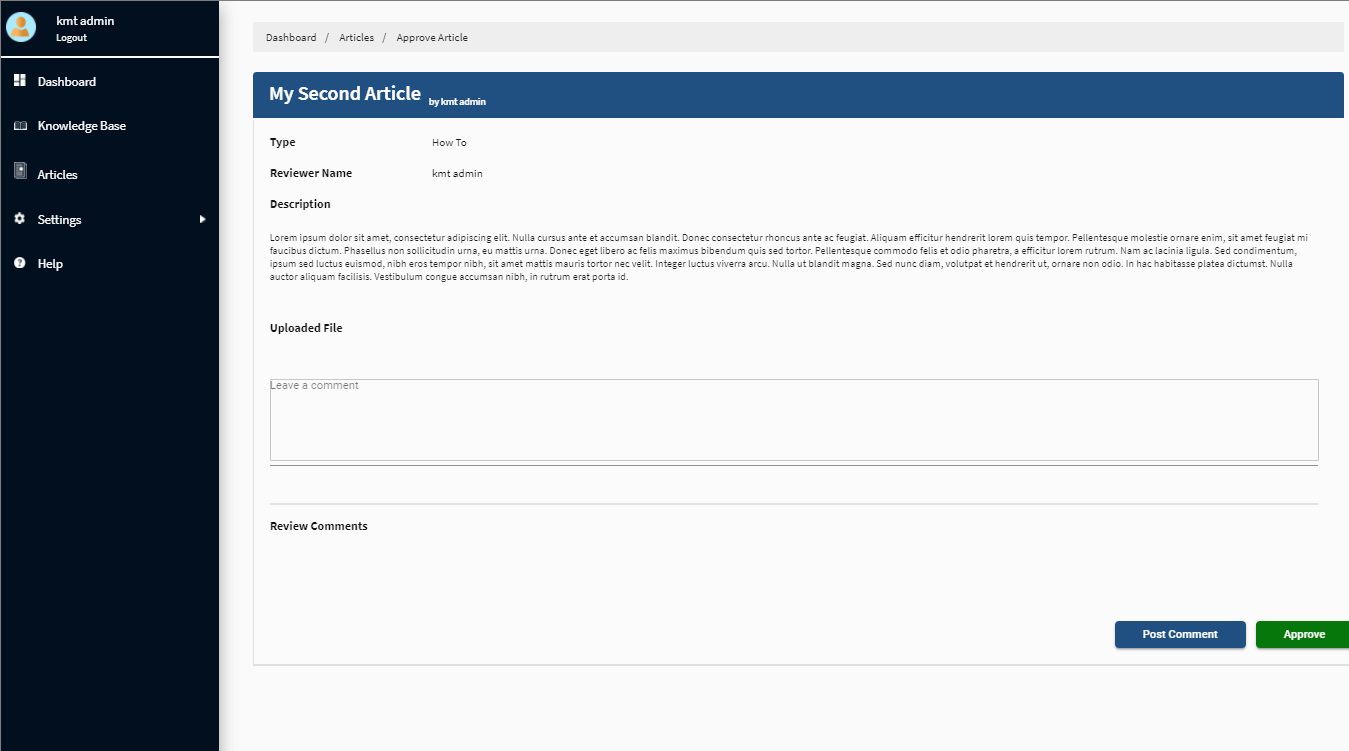 kmt admin
Logout
Dashboard
Knowledge Base
Articles
Settings
Help
Dashboard / Articles / Approve Article
My Second Article by kmt admin
Type How To
Reviewer Name kmt admin
Description
Lorem ipsum dolor sit amet, consectetur adipiscing elit. Nulla cursus ante et accumsan blandit. Donec consectetur rhoncus ante ac feugiat. Aliquam efficitur hendrerit lorem quis tempor. Pellentesque molestie ornare enim, sit amet feugiat mi
faucibus dictum. Phasellus non sollicitudin urna, eu mattis urna. Donec eget libero ac felis maximus bibendum quis sed tortor. Pellentesque commodo felis et odio pharetra, a efficitur lorem rutrum. Nam ac lacinia ligula. Sed condimentum,
ipsum sed luctus euismod, nibh eros tempor nibh, sit amet mattis mauris tortor nec velit. Integer luctus viverra arcu. Nulla ut blandit magna. Sed nunc diam, volutpat et hendrerit ut, ornare non odio. In hac habitasse platea dictumst. Nulla
auctor aliquam facilisis. Vestibulum congue accumsan nibh, in rutrum erat porta id.
Uploaded File
Leave a comment
Review Comments
Post Comment Approve